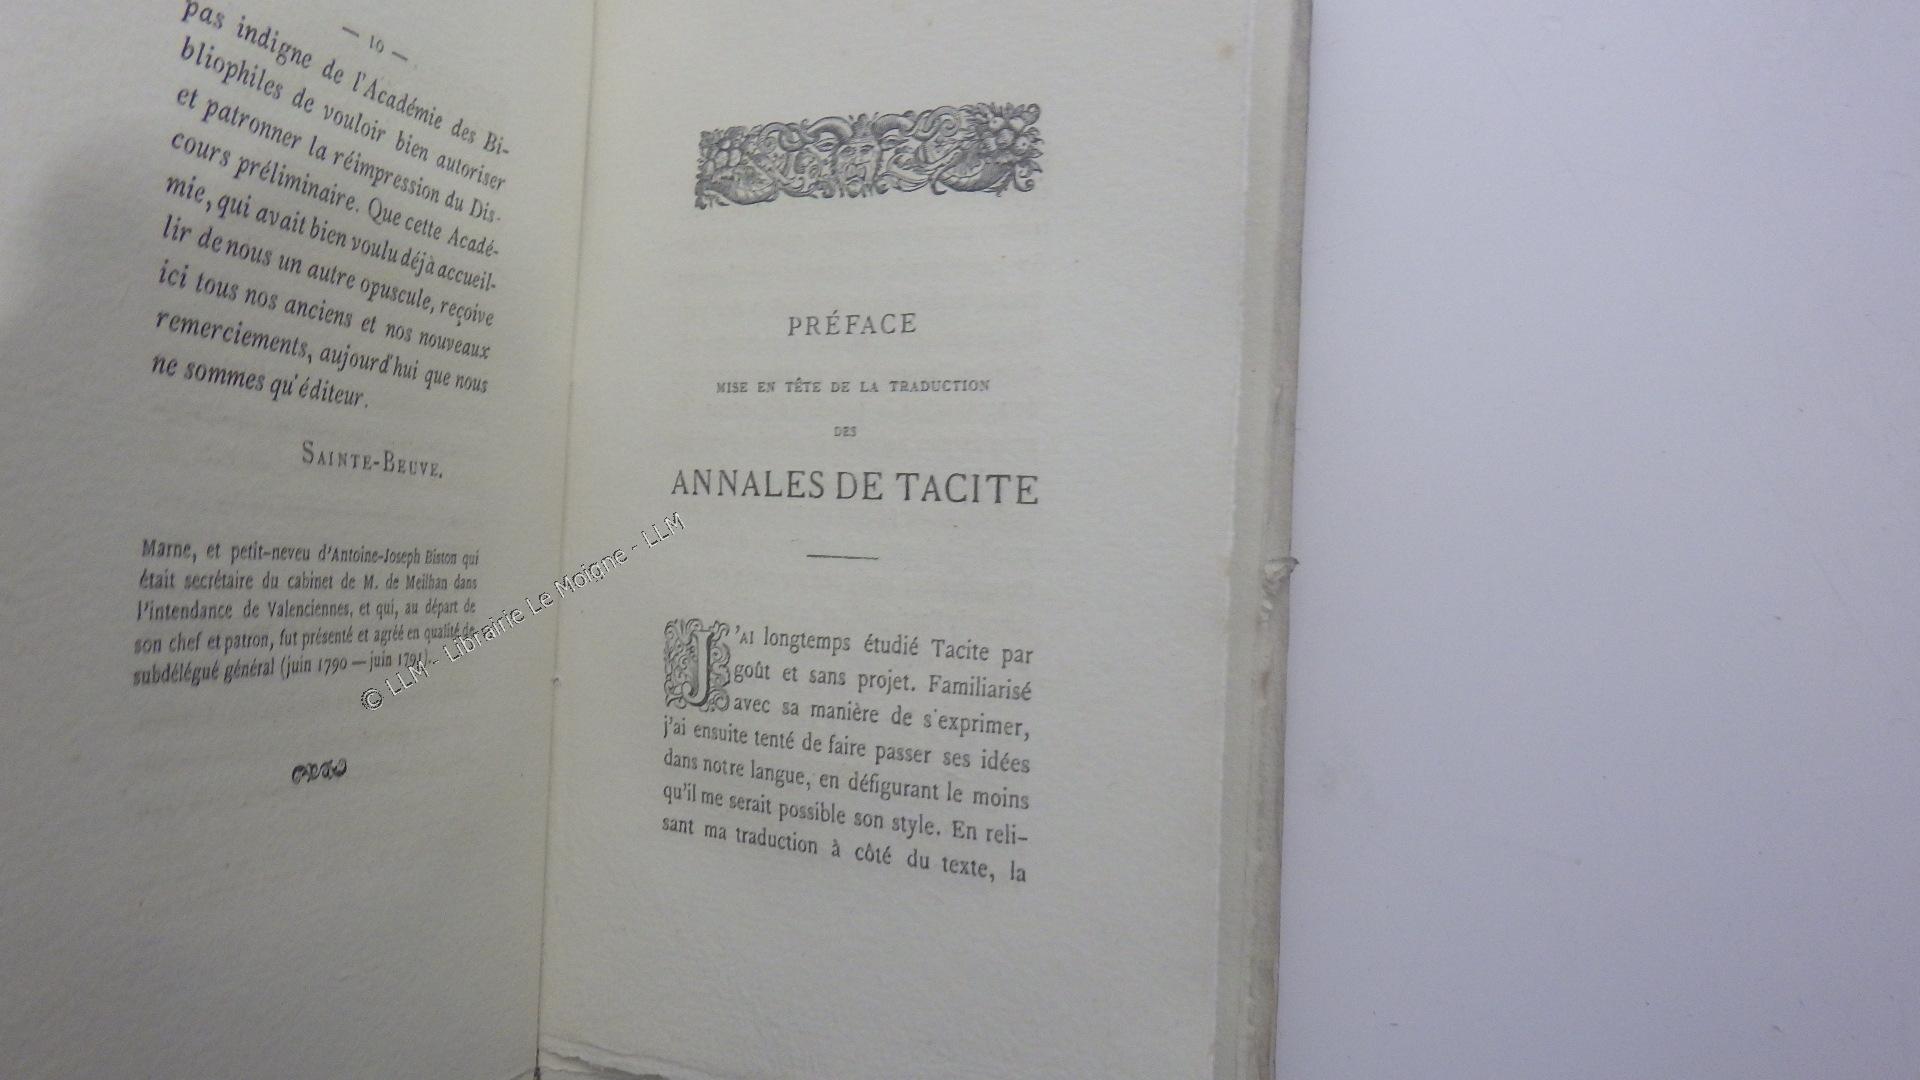 — 10 —
pas indigne de l'Académie des Bi-
bliophiles de vouloir bien autoriser
et patronner la réimpression du Dis-
cours préliminaire. Que cette Acadé-
mie, qui avait bien voulu déjà accueil-
lir de nous un autre opuscule, reçoive
ici tous nos anciens et nos nouveaux
remerciements, aujourd'hui que nous
ne sommes qu'éditeur.
SAINTE-BEUVE.
Marne, et petit-neveu d'Antoine-Joseph Biston qui
était secrétaire du cabinet de M. de Meilhan dans
l'intendance de Valenciennes, et qui, au départ de
son chef et patron, fut présenté et agréé en qualité de
subdélégué général (juin 1790 — juin 1791).
PRÉFACE
MISE EN TÊTE DE LA TRADUCTION
DES
ANNALES DE TACITE
J'AI longtemps étudié Tacite par
goût et sans projet. Familiarisé
avec sa manière de s'exprimer,
j'ai ensuite tenté de faire passer ses idées
dans notre langue, en défigurant le moins
qu'il me serait possible son style. En reli-
sant ma traduction à côté du texte, la
© LLM - Librairie Le Moigne - LLM